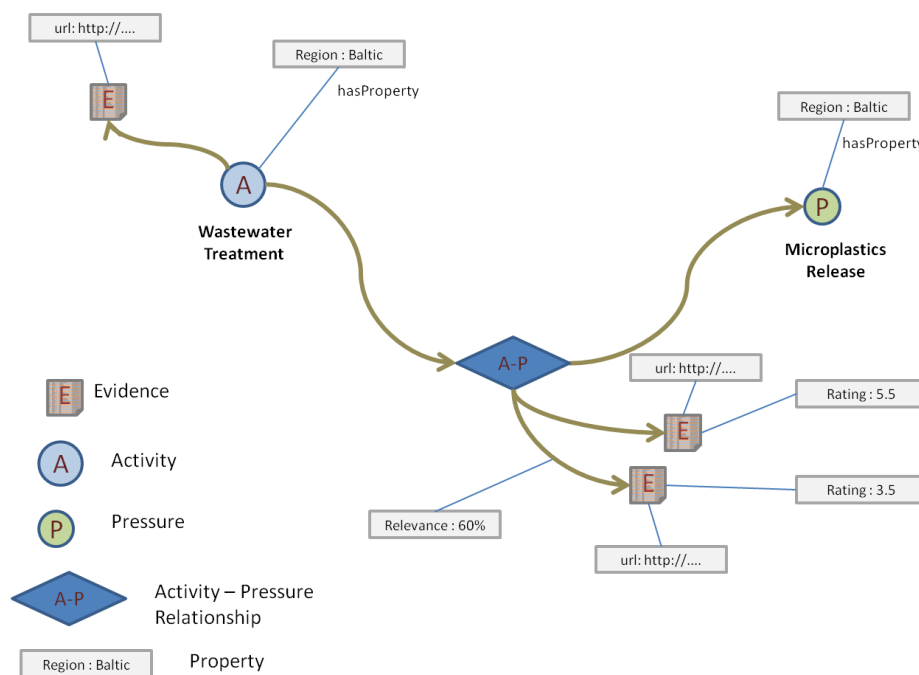 url: http://....
Region : Baltic
hasProperty
E
A
Wastewater
Treatment
Region : Baltic
hasProperty
P
Microplastics
Release
A-P
url: http://....
Rating : 5.5
E
E
Rating : 3.5
Relevance : 60%
url: http://....
E
Evidence
A
Activity
P
Pressure
A-P
Activity – Pressure
Relationship
Region : Baltic
Property